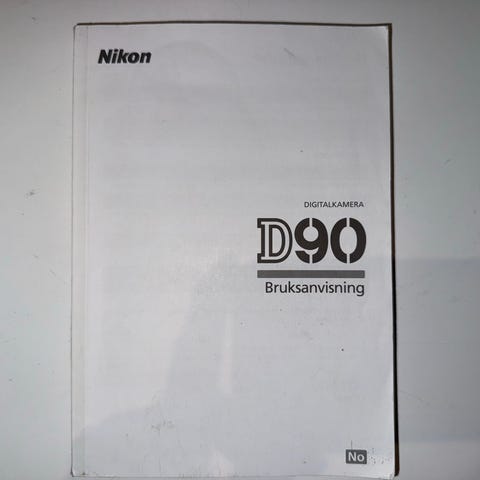 Nikon
DIGITALKAMERA
D90
Bruksanvisning
No